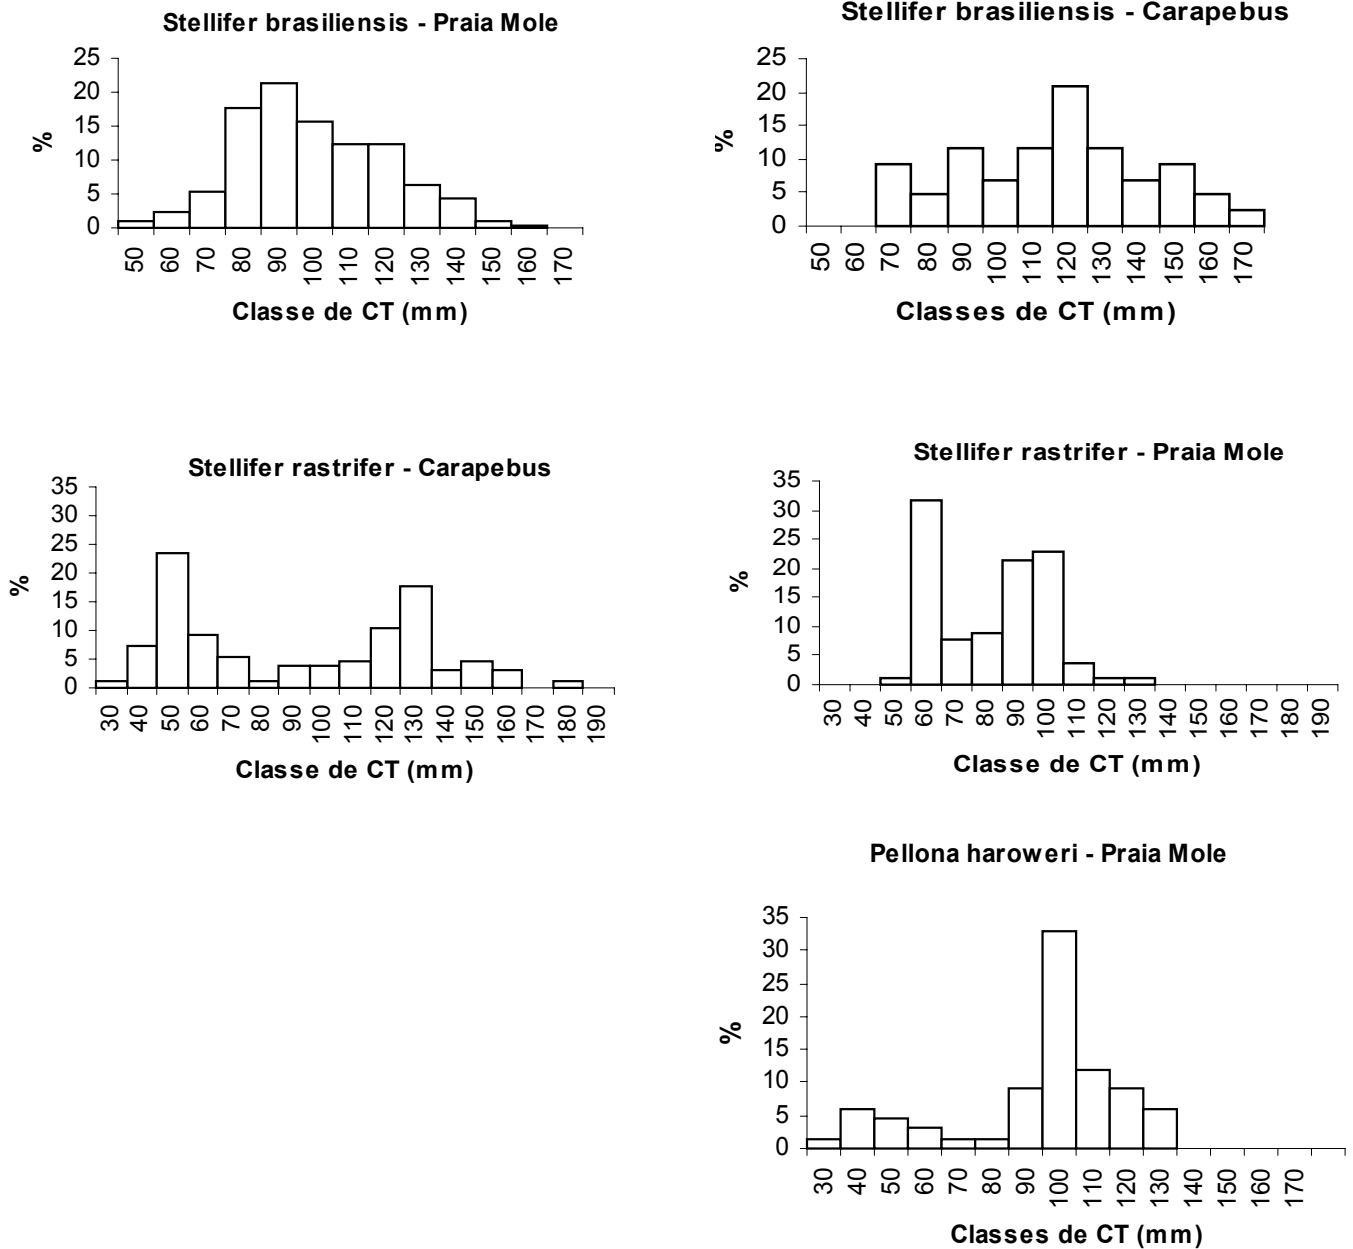 Stellifer brasiliensis - Praia Mole
25
20
15
10
5
0
%
50 60 70 80 90 100 110 120 130 140 150 160 170
Classe de CT (mm)
Stellifer brasiliensis - Carapebus
25
20
15
10
5
0
%
50 60 70 80 90 100 110 120 130 140 150 160 170
Classes de CT (mm)
Stellifer rastrifer - Carapebus
35
30
25
20
15
10
5
0
%
30 40 50 60 70 80 90 100 110 120 130 140 150 160 170 180 190
Classe de CT (mm)
Stellifer rastrifer - Praia Mole
35
30
25
20
15
10
5
0
%
30 40 50 60 70 80 90 100 110 120 130 140 150 160 170 180 190
Classe de CT (mm)
Pellona haroweri - Praia Mole
35
30
25
20
15
10
5
0
%
30 40 50 60 70 80 90 100 110 120 130 140 150 160 170
Classes de CT (mm)